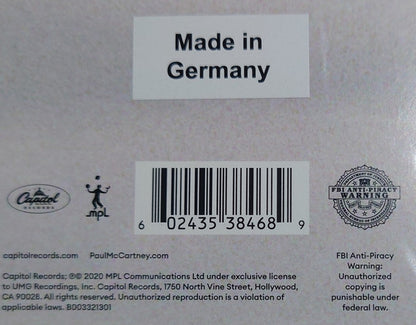 Made in
Germany
Capitol
RECORDS
mpl
FBI ANTI-PIRACY
WARNING
6 02435 38468 9
capitolrecords.com PaulMcCartney.com
Capitol Records; ℗© 2020 MPL Communications Ltd under exclusive license
to UMG Recordings, Inc. Capitol Records, 1750 North Vine Street, Hollywood,
CA 90028. All rights reserved. Unauthorized reproduction is a violation of
applicable laws. B003321301
FBI Anti-Piracy
Warning:
Unauthorized
copying is
punishable under
federal law.